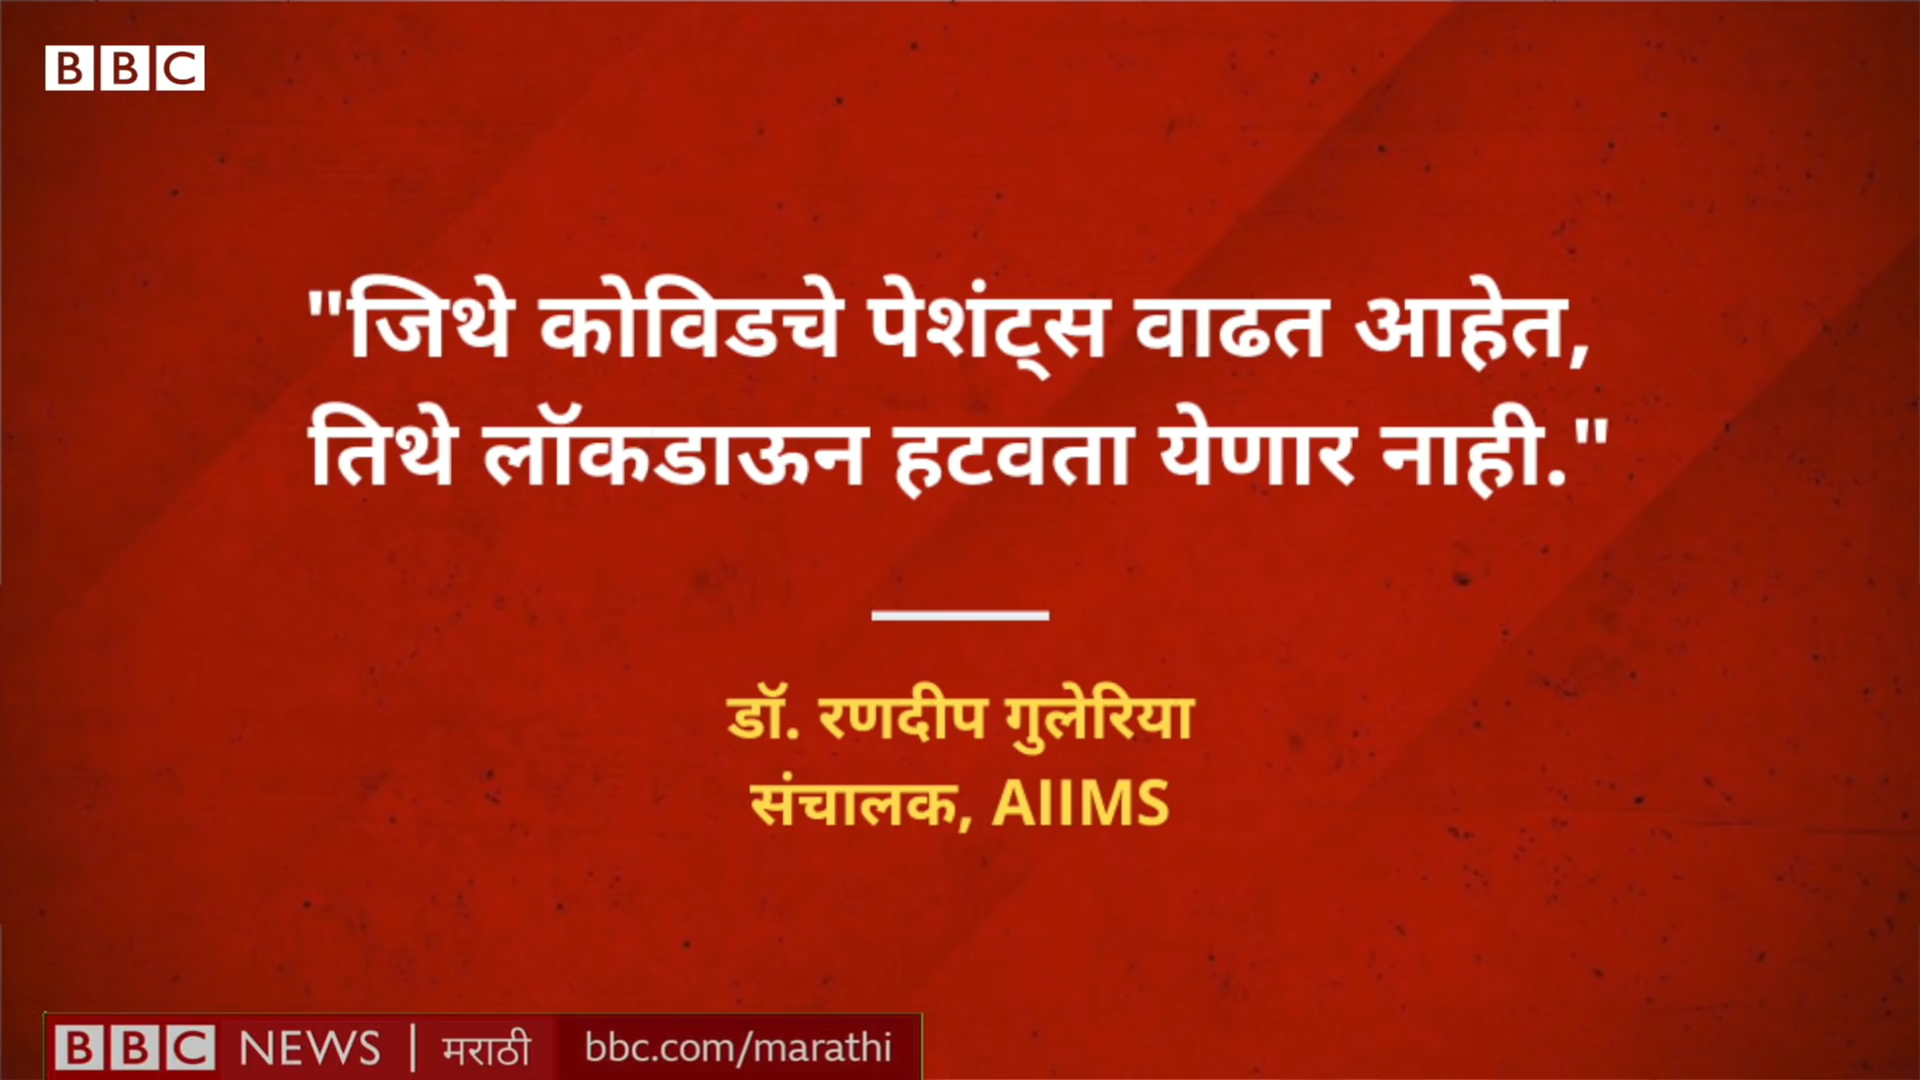 BBC
"जिथे कोविडचे पेशंट्स वाढत आहेत,
तिथे लॉकडाऊन हटवता येणार नाही."
डॉ. रणदीप गुलेरिया
संचालक, AIIMS
BBC NEWS | मराठी bbc.com/marathi